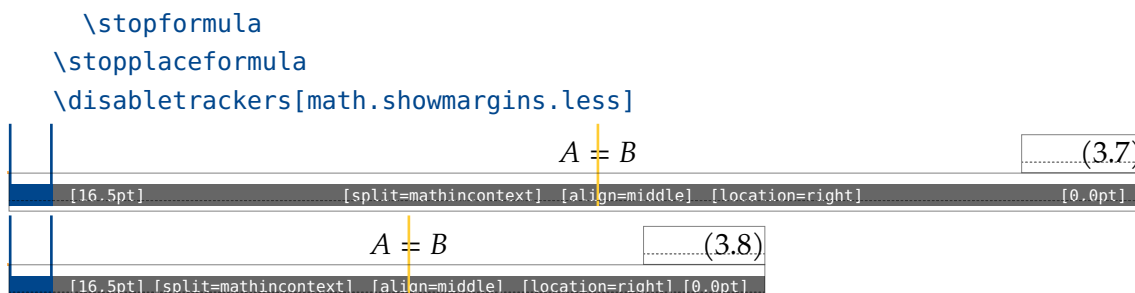 \stopformula
\stopplaceformula
\disabletrackers[math.showmargins.less]
A = B (3.7)
[16.5pt] [split=mathincontext] [align=middle] [location=right] [0.0pt]
A = B (3.8)
[16.5pt] [split=mathincontext] [align=middle] [location=right] [0.0pt]